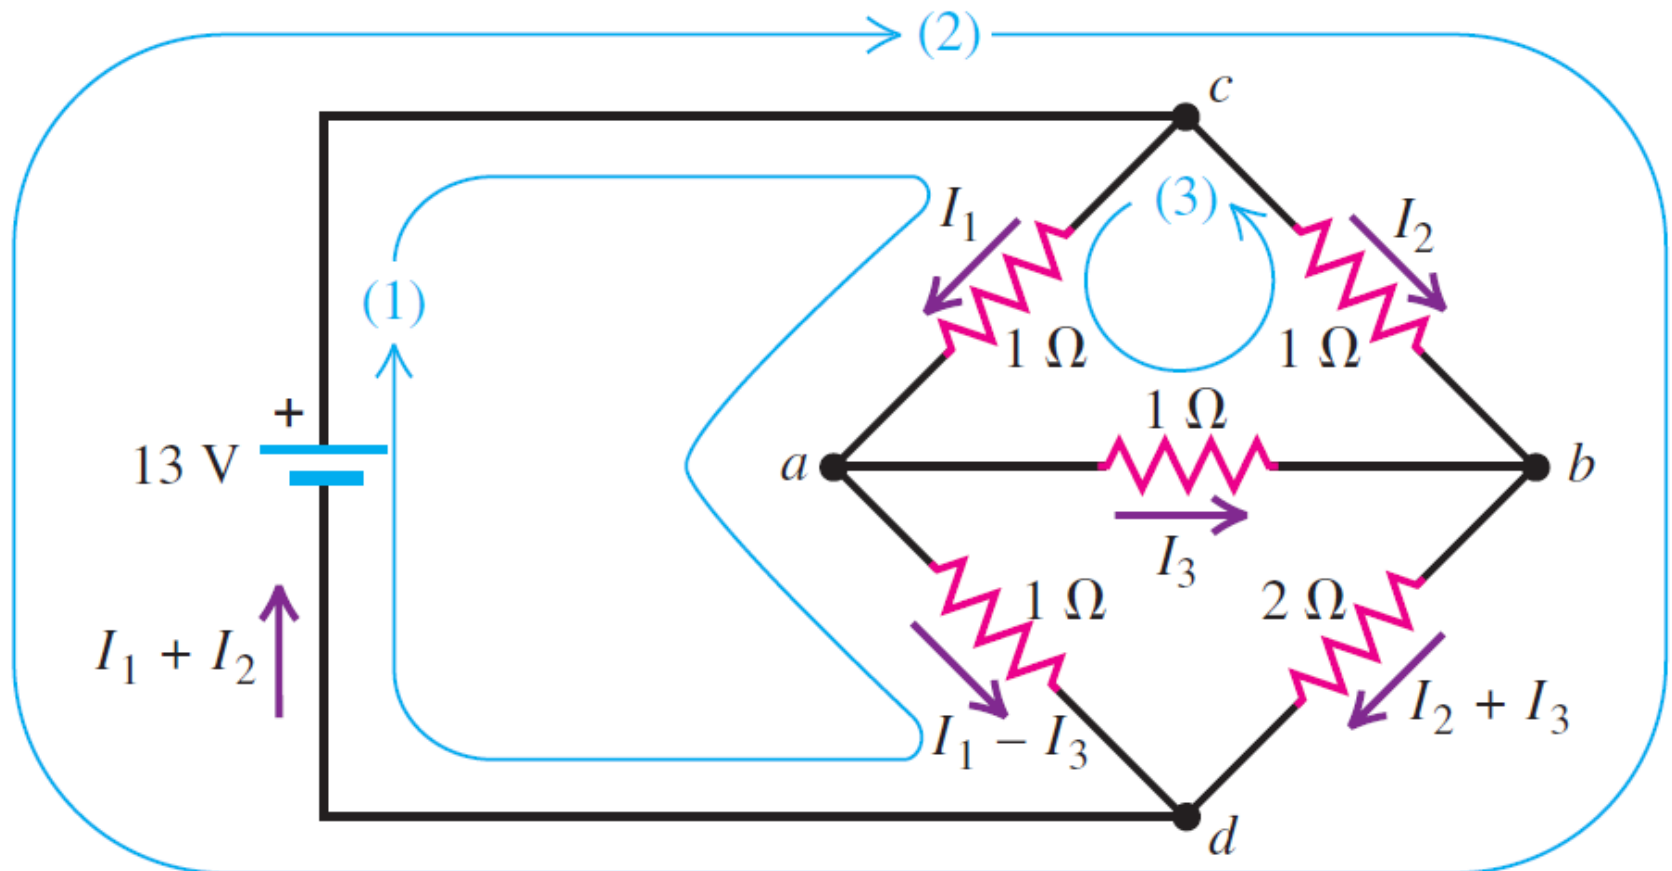 (2)
c
I₁
(3)
I₂
(1)
1 Ω
1 Ω
1 Ω
+
13 V
a
b
I₃
1 Ω
2 Ω
I₁ + I₂
I₂ + I₃
I₁ – I₃
d